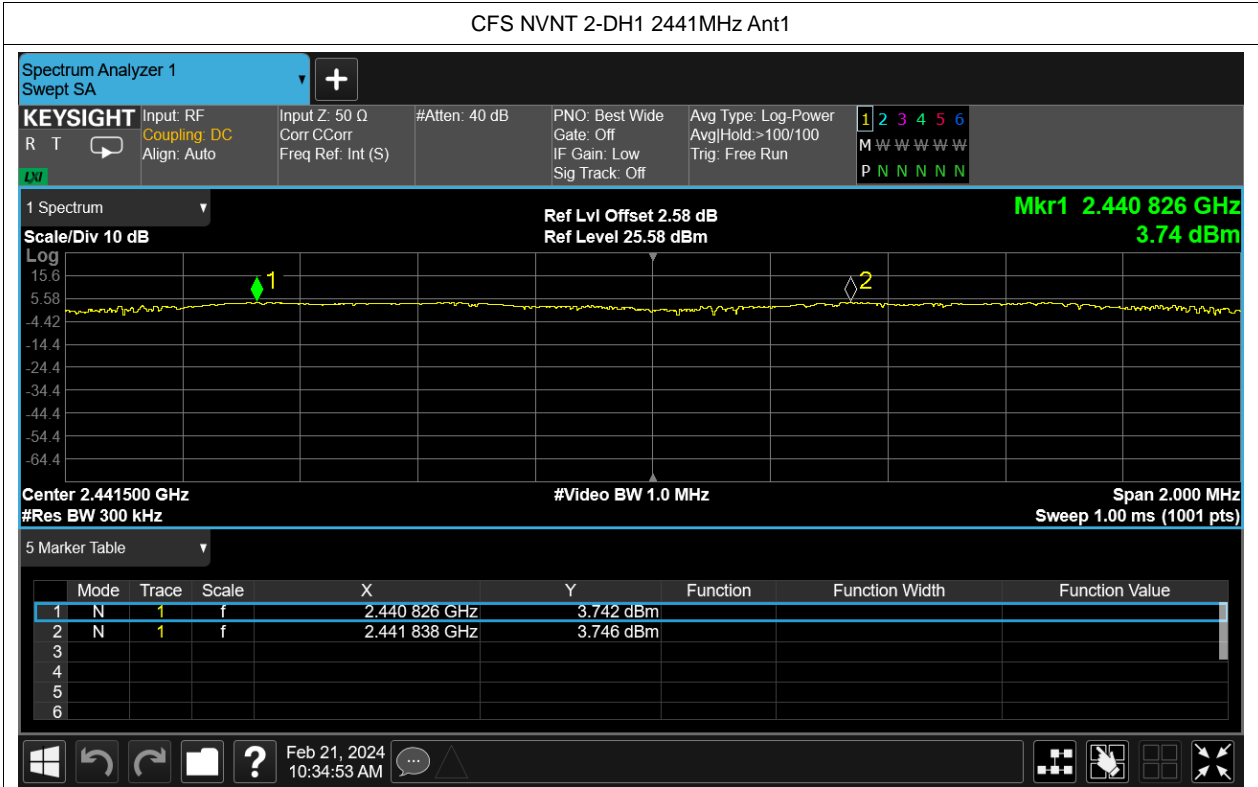 CFS NVNT 2-DH1 2441MHz Ant1
Spectrum Analyzer 1
Swept SA
+
KEYSIGHT Input: RF Input Z: 50 Ω #Atten: 40 dB PNO: Best Wide Avg Type: Log-Power 1 2 3 4 5 6
R T Coupling: DC Corr CCorr Gate: Off Avg|Hold:>100/100 M W W W W W
Align: Auto Freq Ref: Int (S) IF Gain: Low Trig: Free Run
LXI Sig Track: Off P N N N N N
1 Spectrum Ref Lvl Offset 2.58 dB Mkr1 2.440 826 GHz
Scale/Div 10 dB Ref Level 25.58 dBm 3.74 dBm
Log
15.6 1 2
5.58
-4.42
-14.4
-24.4
-34.4
-44.4
-54.4
-64.4
Center 2.441500 GHz #Video BW 1.0 MHz Span 2.000 MHz
#Res BW 300 kHz Sweep 1.00 ms (1001 pts)
5 Marker Table
Mode Trace Scale X Y Function Function Width Function Value
1 N 1 f 2.440 826 GHz 3.742 dBm
2 N 1 f 2.441 838 GHz 3.746 dBm
3
4
5
6
? Feb 21, 2024
10:34:53 AM